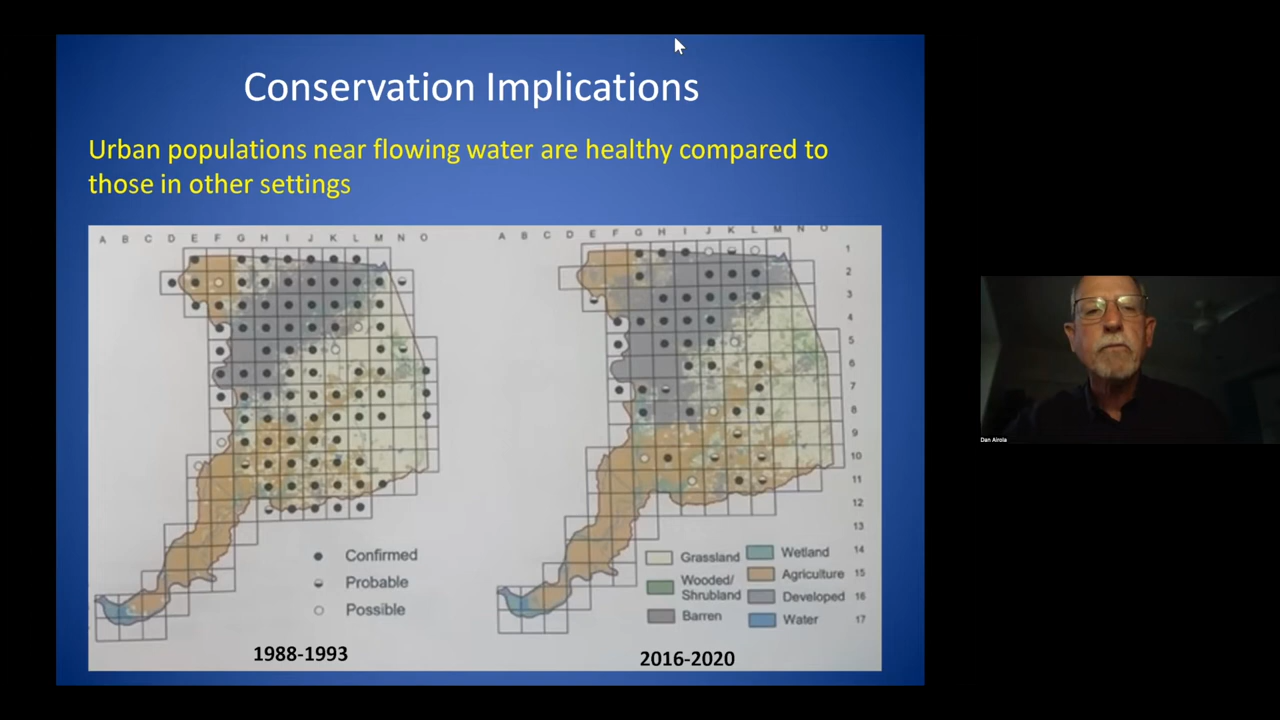 Conservation Implications
Urban populations near flowing water are healthy compared to
those in other settings
A B C D E F G H I J K L M N O
A B C D E F G H I J K L M N O
1
2
3
4
5
6
7
8
9
10
11
12
13
14
15
16
17
Confirmed
Probable
Possible
Grassland
Wooded/
Shrubland
Barren
Wetland
Agriculture
Developed
Water
1988-1993
2016-2020
Dan Airola